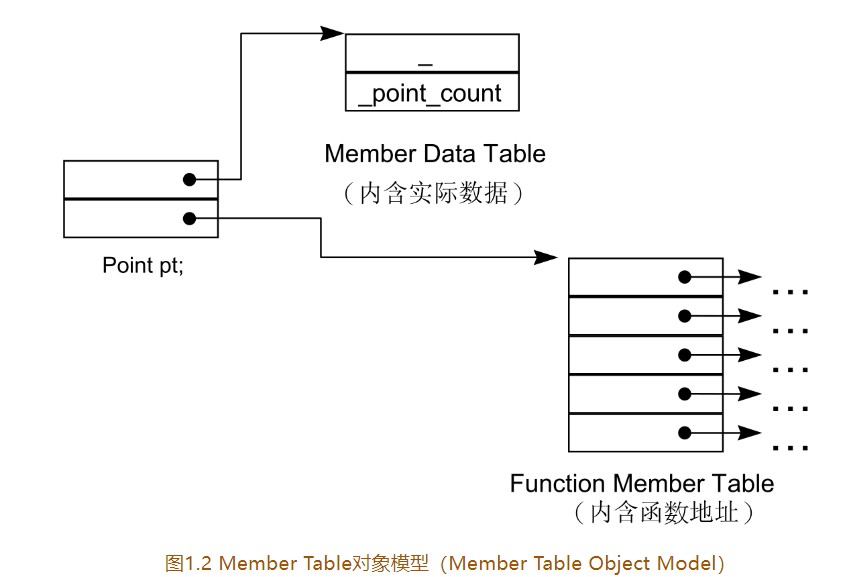 _
_point_count
Member Data Table
（内含实际数据）
Point pt;
...
...
...
...
...
Function Member Table
（内含函数地址）
图1.2 Member Table对象模型（Member Table Object Model）